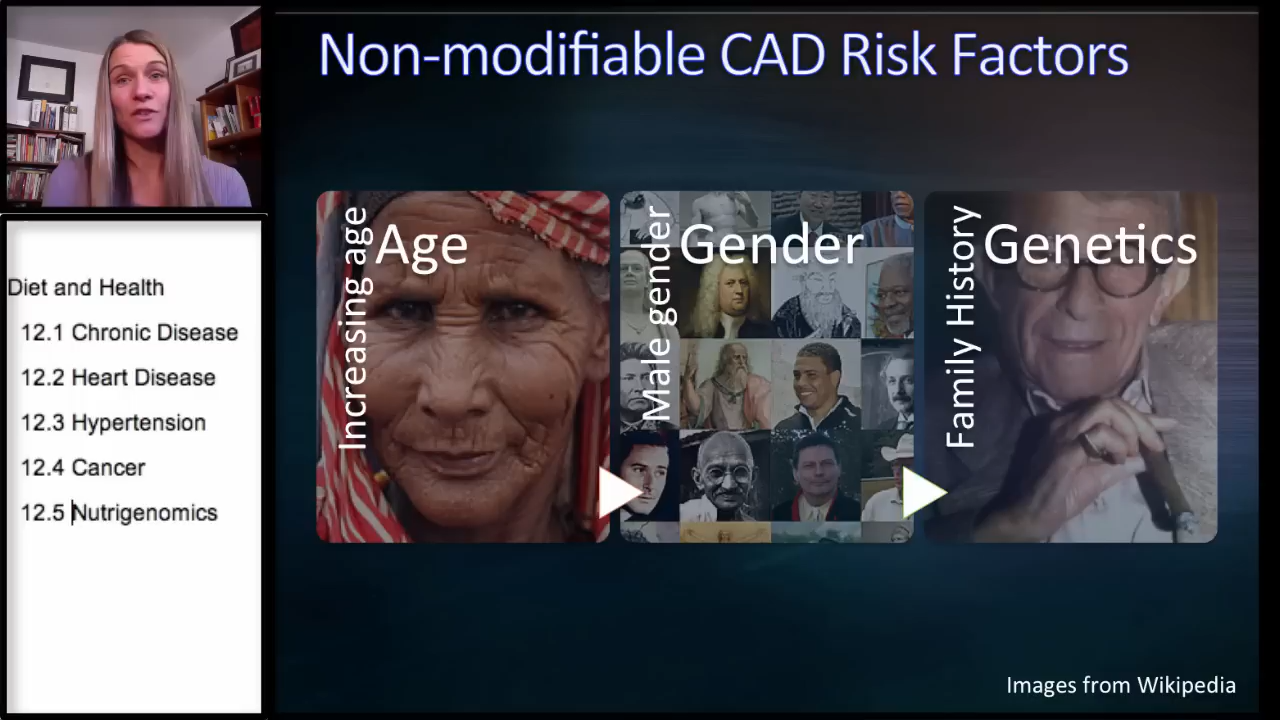 Non-modifiable CAD Risk Factors
Diet and Health
12.1 Chronic Disease
12.2 Heart Disease
12.3 Hypertension
12.4 Cancer
12.5 Nutrigenomics
Age
Increasing age
Gender
Male gender
Genetics
Family History
Images from Wikipedia